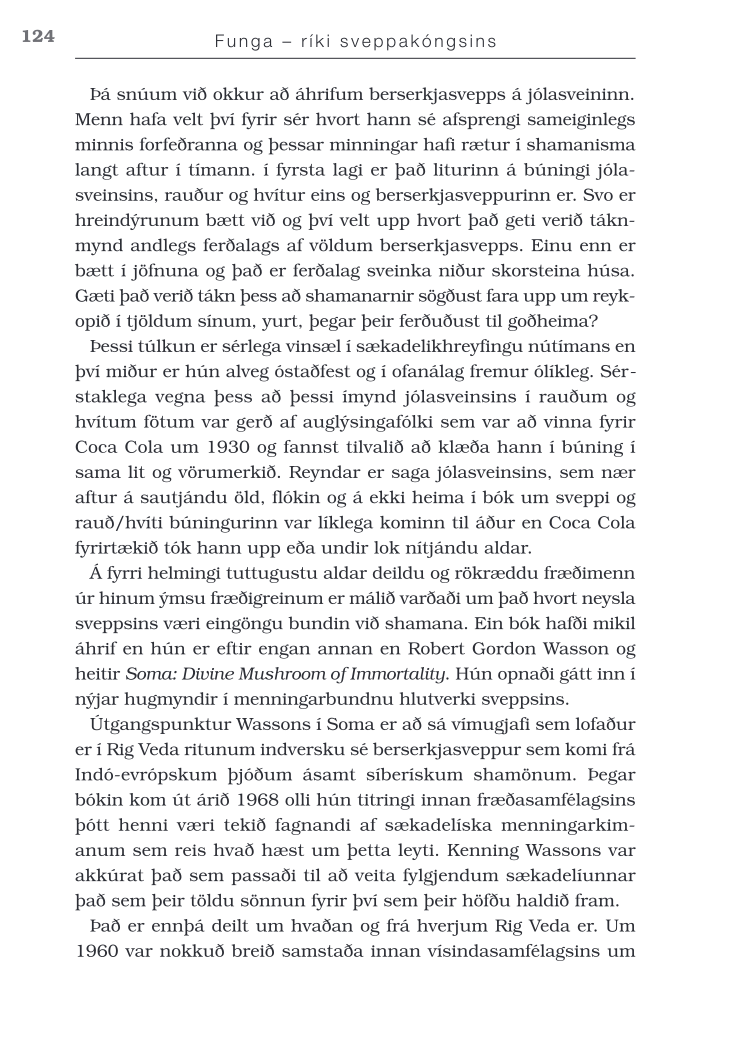 124
Funga – ríki sveppakóngsins
Þá snúum við okkur að áhrifum berserkjasvepps á jólasveininn.
Menn hafa velt því fyrir sér hvort hann sé afsprengi sameiginlegs
minnis forfeðranna og þessar minningar hafi rætur í shamanisma
langt aftur í tímann. í fyrsta lagi er það liturinn á búningi jóla-
sveinsins, rauður og hvítur eins og berserkjasveppurinn er. Svo er
hreindýrunum bætt við og því velt upp hvort það geti verið tákn-
mynd andlegs ferðalags af völdum berserkjasvepps. Einu enn er
bætt í jöfnuna og það er ferðalag sveinka niður skorsteina húsa.
Gæti það verið tákn þess að shamanarnir sögðust fara upp um reyk-
opið í tjöldum sínum, yurt, þegar þeir ferðuðust til goðheima?
Þessi túlkun er sérlega vinsæl í sækadelikhreyfingu nútímans en
því miður er hún alveg óstaðfest og í ofanálag fremur ólíkleg. Sér-
staklega vegna þess að þessi ímynd jólasveinsins í rauðum og
hvítum fötum var gerð af auglýsingafólki sem var að vinna fyrir
Coca Cola um 1930 og fannst tilvalið að klæða hann í búning í
sama lit og vörumerkið. Reyndar er saga jólasveinsins, sem nær
aftur á sautjándu öld, flókin og á ekki heima í bók um sveppi og
rauð/hvíti búningurinn var líklega kominn til áður en Coca Cola
fyrirtækið tók hann upp eða undir lok nítjándu aldar.
Á fyrri helmingi tuttugustu aldar deildu og rökræddu fræðimenn
úr hinum ýmsu fræðigreinum er málið varðaði um það hvort neysla
sveppsins væri eingöngu bundin við shamana. Ein bók hafði mikil
áhrif en hún er eftir engan annan en Robert Gordon Wasson og
heitir Soma: Divine Mushroom of Immortality. Hún opnaði gátt inn í
nýjar hugmyndir í menningarbundnu hlutverki sveppsins.
Útgangspunktur Wassons í Soma er að sá vímugjafi sem lofaður
er í Rig Veda ritunum indversku sé berserkjasveppur sem komi frá
Indó-evrópskum þjóðum ásamt síberískum shamönum. Þegar
bókin kom út árið 1968 olli hún titringi innan fræðasamfélagsins
þótt henni væri tekið fagnandi af sækadelíska menningarkim-
anum sem reis hvað hæst um þetta leyti. Kenning Wassons var
akkúrat það sem passaði til að veita fylgjendum sækadelíunnar
það sem þeir töldu sönnun fyrir því sem þeir höfðu haldið fram.
Það er ennþá deilt um hvaðan og frá hverjum Rig Veda er. Um
1960 var nokkuð breið samstaða innan vísindasamfélagsins um